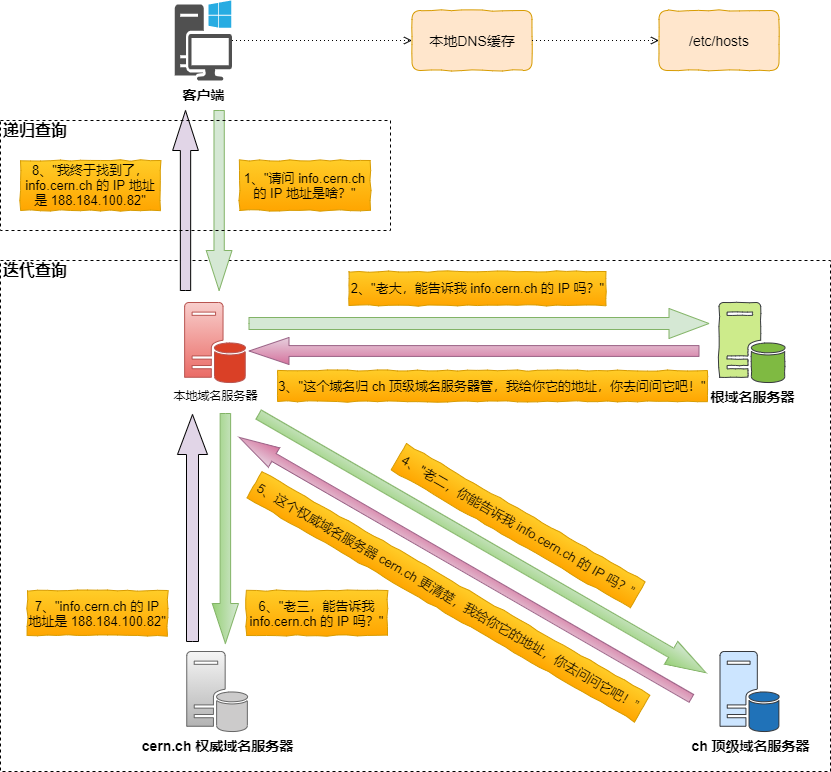 本地DNS缓存
/etc/hosts
客户端
递归查询
8、"我终于找到了，
info.cern.ch 的 IP 地址
是 188.184.100.82"
1、"请问 info.cern.ch
的 IP 地址是啥？"
迭代查询
2、"老大，能告诉我 info.cern.ch 的 IP 吗？"
3、"这个域名归 ch 顶级域名服务器管，我给你它的地址，你去问问它吧！"
本地域名服务器
根域名服务器
4、"老二，你能告诉我 info.cern.ch 的 IP 吗？"
5、"这个权威域名服务器 cern.ch 更清楚，我给你它的地址，你去问问它吧！"
7、"info.cern.ch 的 IP
地址是 188.184.100.82"
6、"老三，能告诉我
info.cern.ch 的 IP 吗？"
cern.ch 权威域名服务器
ch 顶级域名服务器